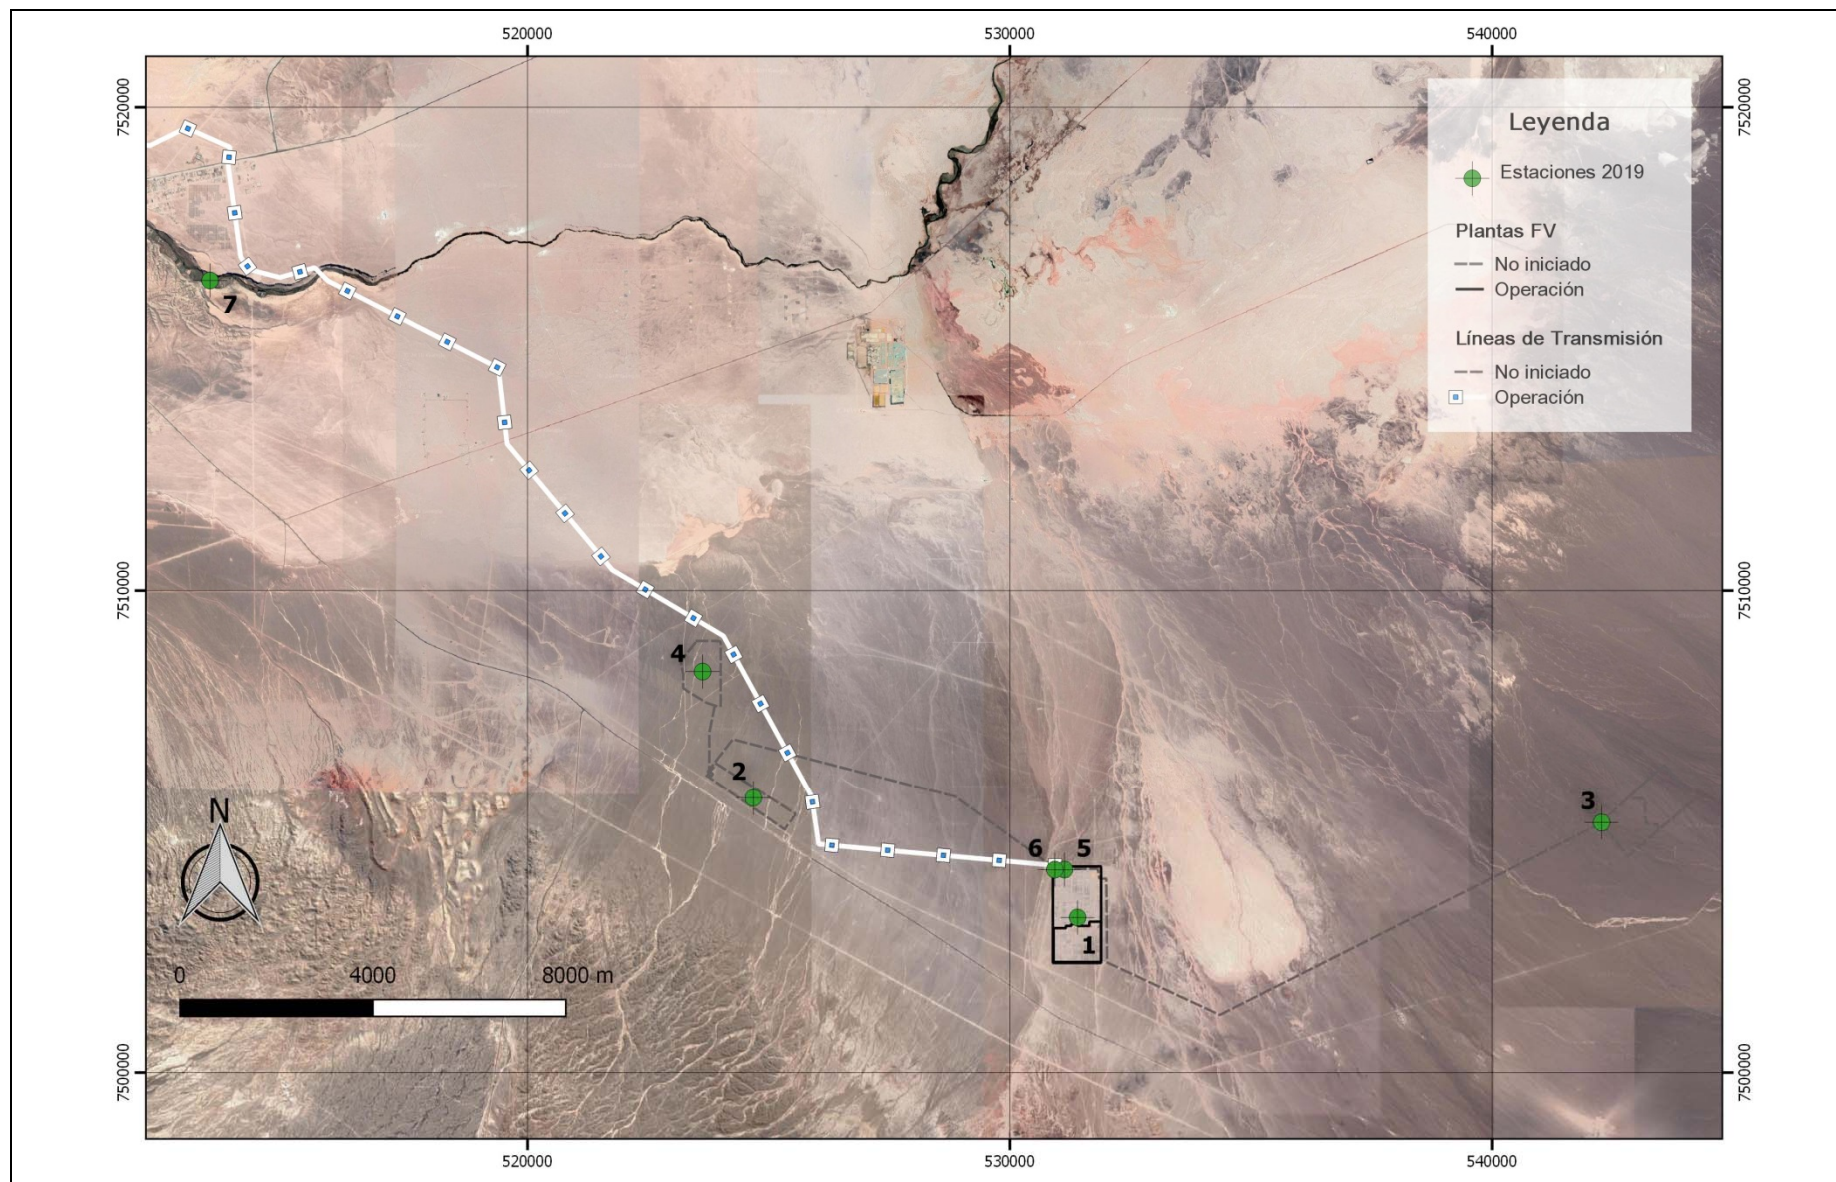 520000
530000
540000
7520000
7520000
Leyenda
Estaciones 2019
Plantas FV
No iniciado
Operación
Líneas de Transmisión
No iniciado
Operación
7
7510000
7510000
4
2
3
6
5
1
N
0
4000
8000 m
7500000
7500000
520000
530000
540000